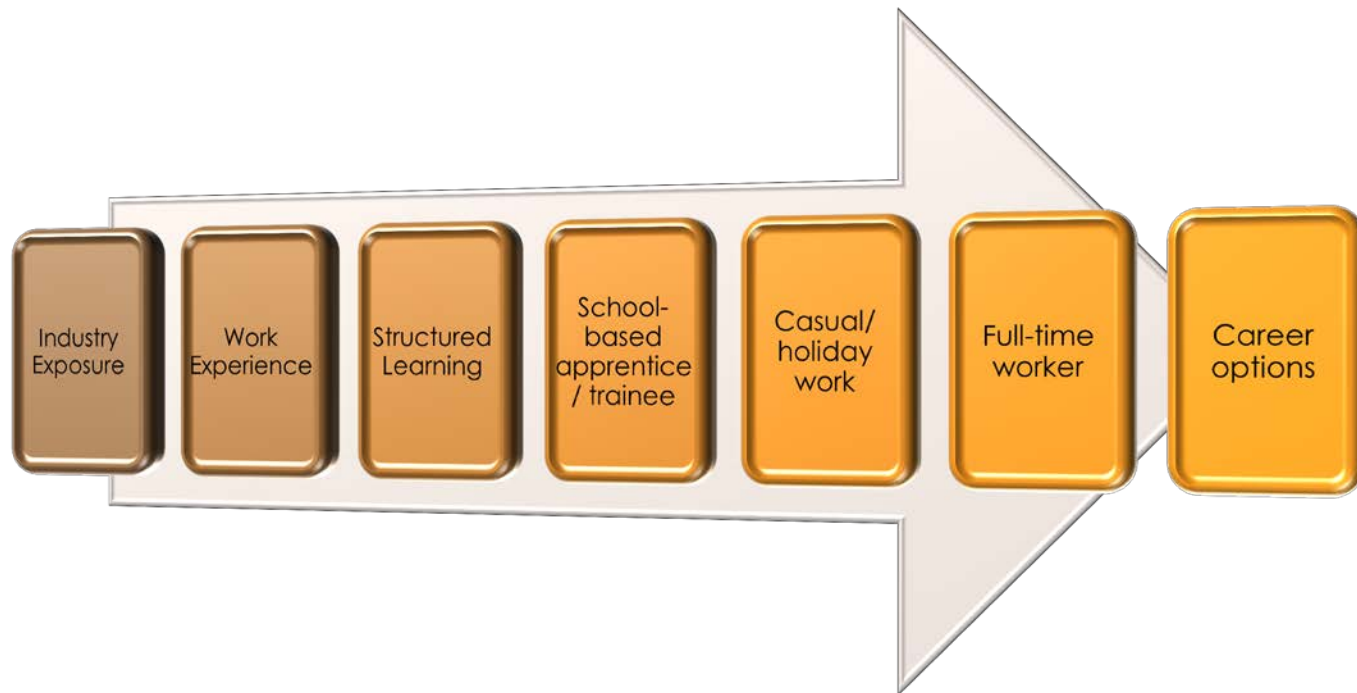 Industry
Exposure
Work
Experience
Structured
Learning
School-
based
apprentice
/ trainee
Casual/
holiday
work
Full-time
worker
Career
options